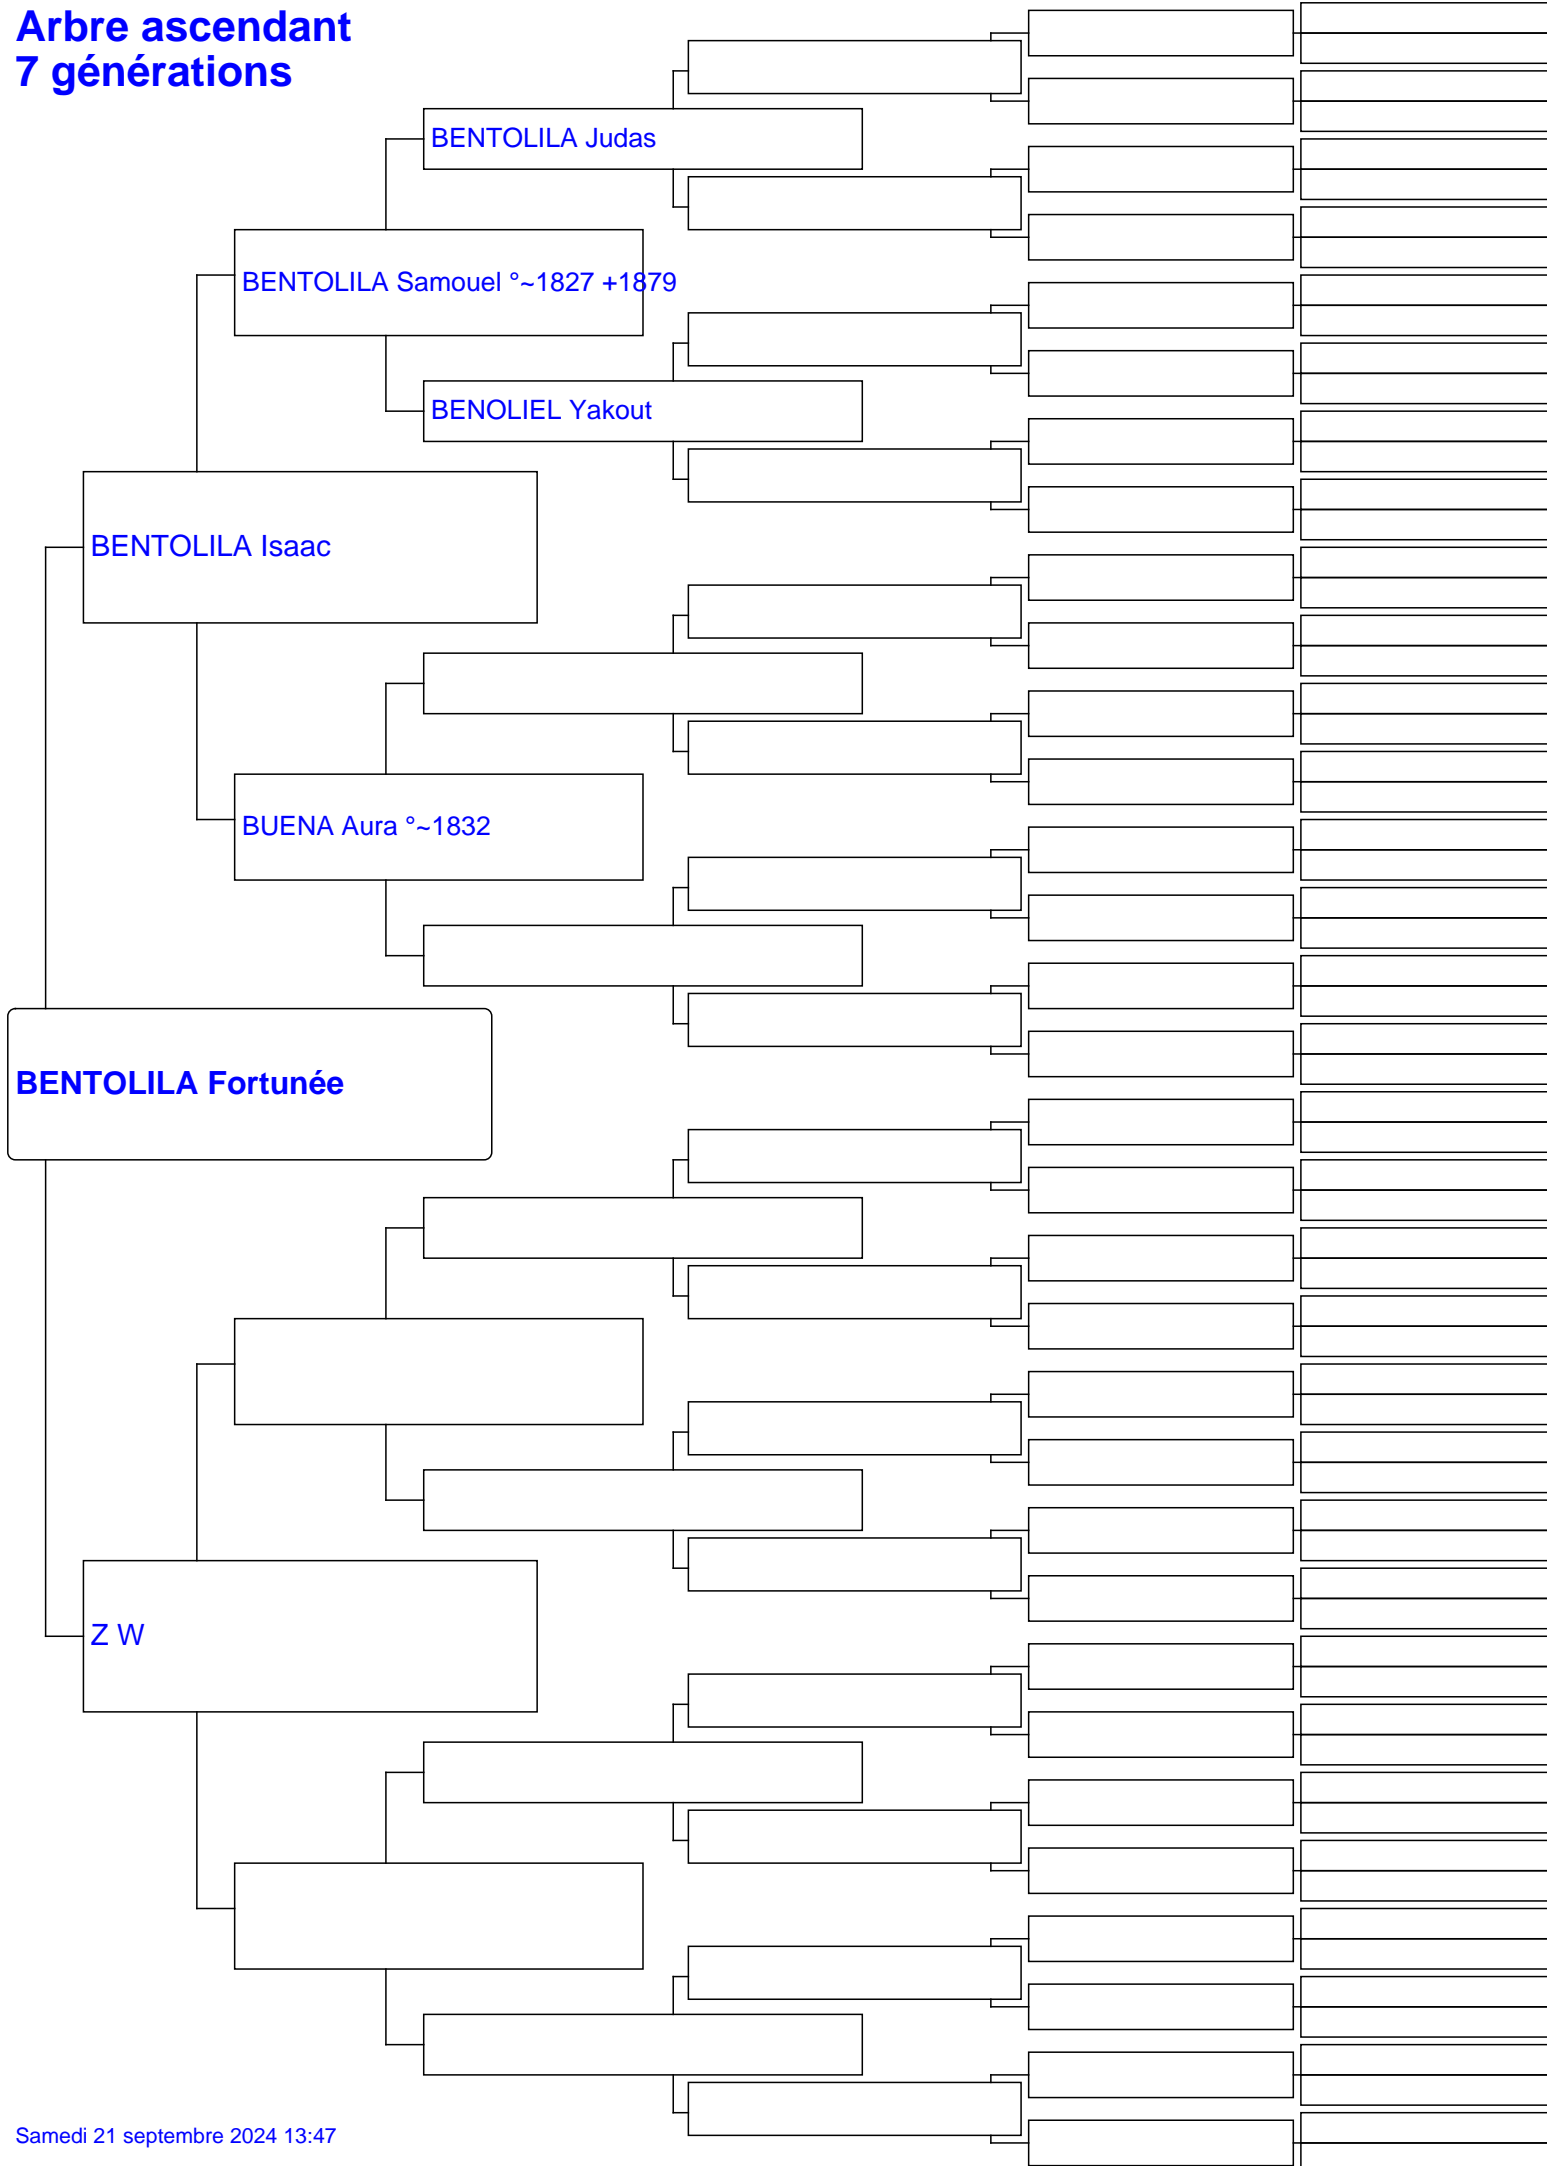 Arbre ascendant
7 générations
BENTOLILA Judas
BENTOLILA Samouel °~1827 +1879
BENOLIEL Yakout
BENTOLILA Isaac
BUENA Aura °~1832
BENTOLILA Fortunée
Z W
Samedi 21 septembre 2024 13:47